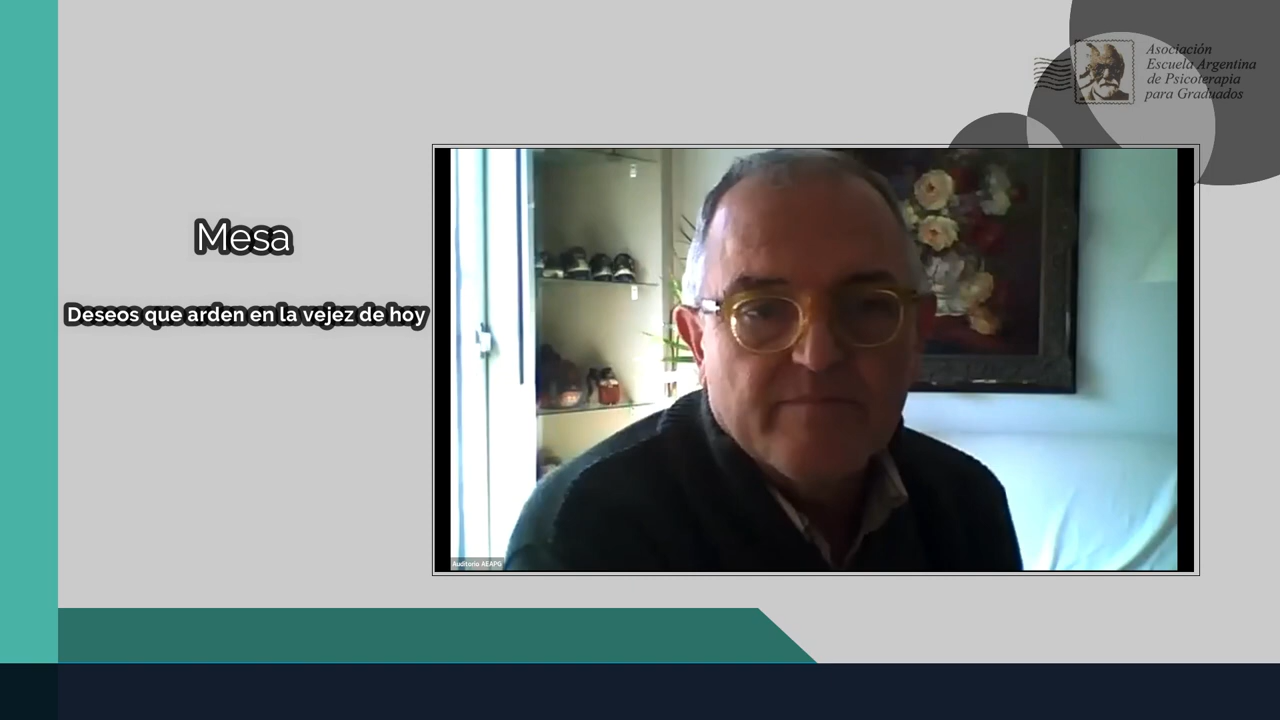 Asociación
Escuela Argentina
de Psicoterapia
para Graduados
Mesa
Deseos que arden en la vejez de hoy
Auditorio AEAPG